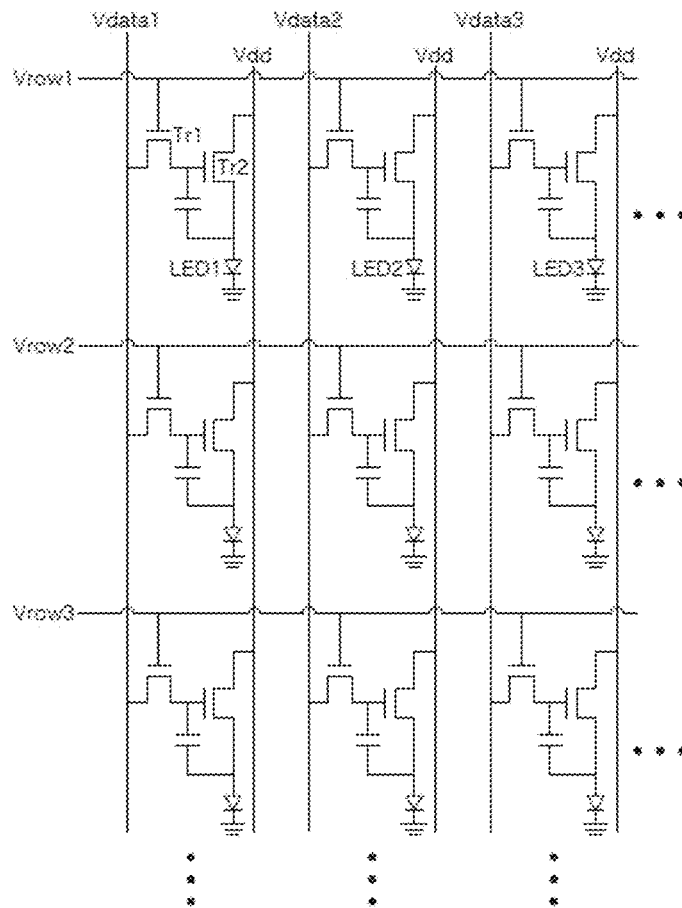 Vdata1 Vdata2 Vdata3
Vdd Vdd Vdd
Vrow1
Tr1
Tr2
LED1 LED2 LED3
Vrow2
Vrow3